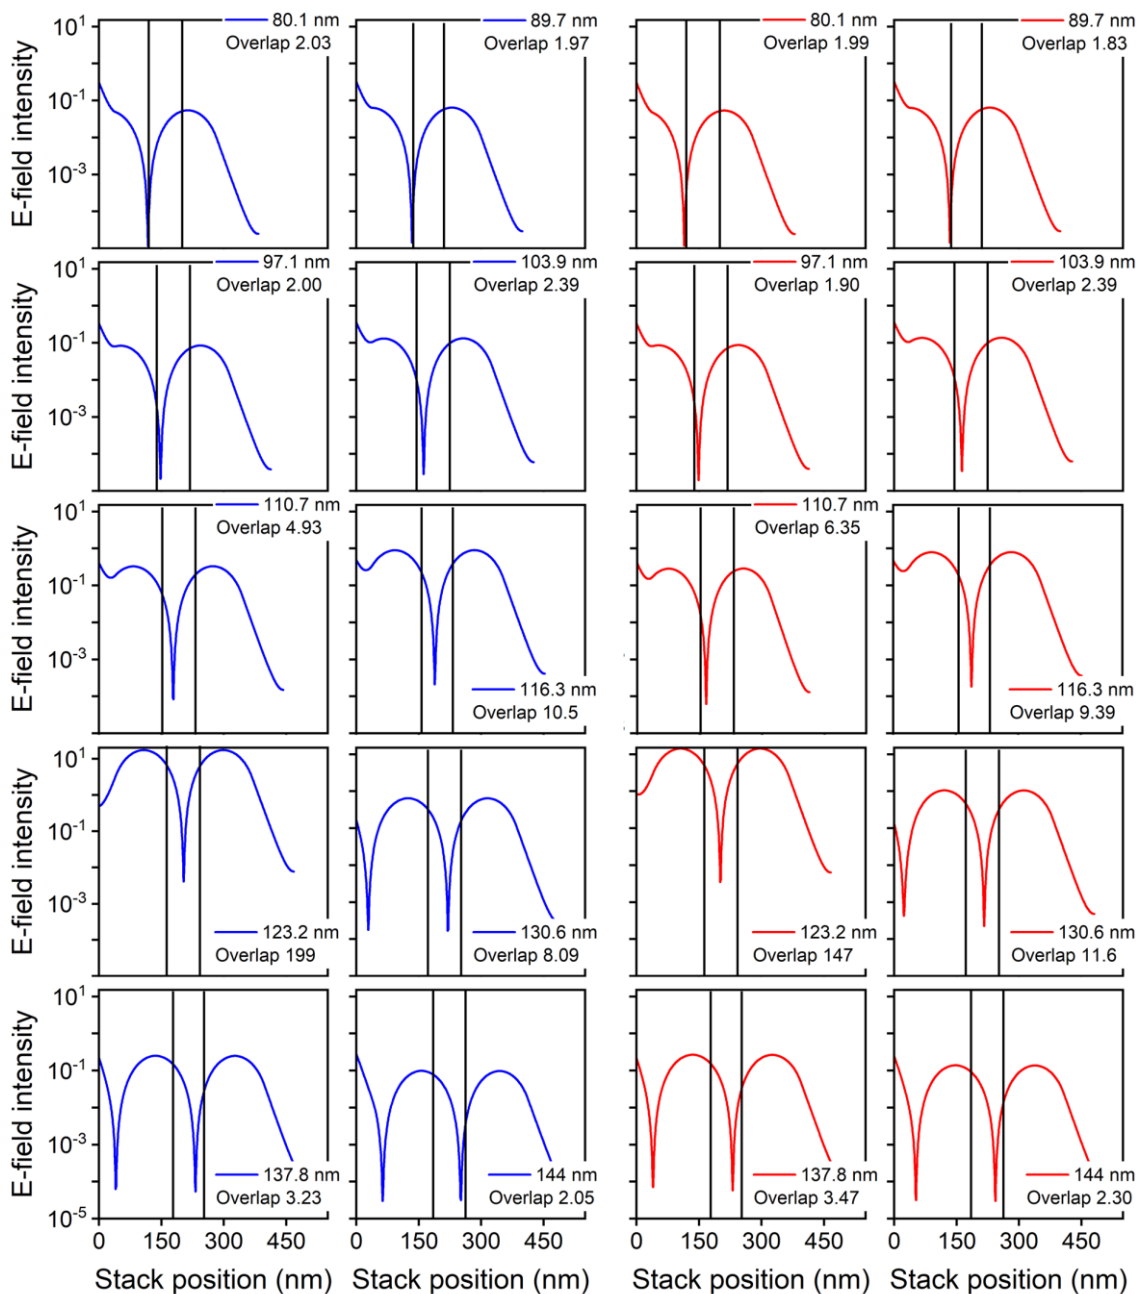 80.1 nm
Overlap 2.03
89.7 nm
Overlap 1.97
80.1 nm
Overlap 1.99
89.7 nm
Overlap 1.83
E-field intensity
10^1
10^-1
10^-3
97.1 nm
Overlap 2.00
103.9 nm
Overlap 2.39
97.1 nm
Overlap 1.90
103.9 nm
Overlap 2.39
E-field intensity
10^1
10^-1
10^-3
110.7 nm
Overlap 4.93
116.3 nm
Overlap 10.5
110.7 nm
Overlap 6.35
116.3 nm
Overlap 9.39
E-field intensity
10^1
10^-1
10^-3
123.2 nm
Overlap 199
130.6 nm
Overlap 8.09
123.2 nm
Overlap 147
130.6 nm
Overlap 11.6
E-field intensity
10^1
10^-1
10^-3
137.8 nm
Overlap 3.23
144 nm
Overlap 2.05
137.8 nm
Overlap 3.47
144 nm
Overlap 2.30
E-field intensity
10^1
10^-1
10^-3
10^-5
0 150 300 450
0 150 300 450
0 150 300 450
0 150 300 450
Stack position (nm)
Stack position (nm)
Stack position (nm)
Stack position (nm)